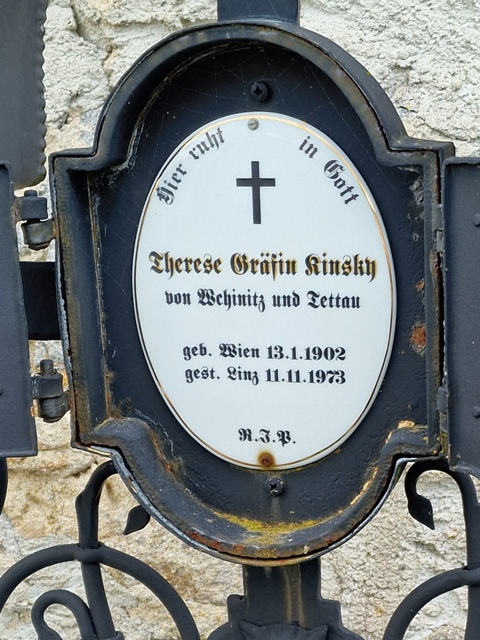 Hier ruht in Gott
Therese Gräfin Kinsky
von Wchinitz und Tettau
geb. Wien 13.1.1902
gest. Linz 11.11.1973
R.I.P.